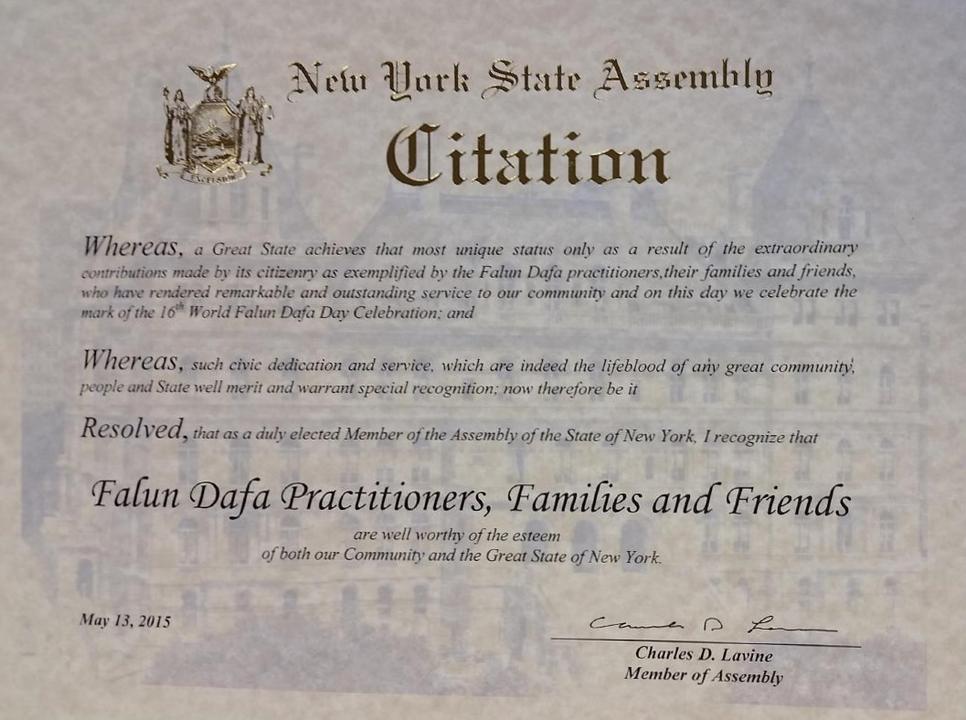 New York State Assembly
Citation
EXCELSIOR
Whereas, a Great State achieves that most unique status only as a result of the extraordinary
contributions made by its citizenry as exemplified by the Falun Dafa practitioners,their families and friends,
who have rendered remarkable and outstanding service to our community and on this day we celebrate the
mark of the 16th World Falun Dafa Day Celebration; and
Whereas, such civic dedication and service, which are indeed the lifeblood of any great community,
people and State well merit and warrant special recognition; now therefore be it
Resolved, that as a duly elected Member of the Assembly of the State of New York, I recognize that
Falun Dafa Practitioners, Families and Friends
are well worthy of the esteem
of both our Community and the Great State of New York.
May 13, 2015
Charles D. Lavine
Member of Assembly